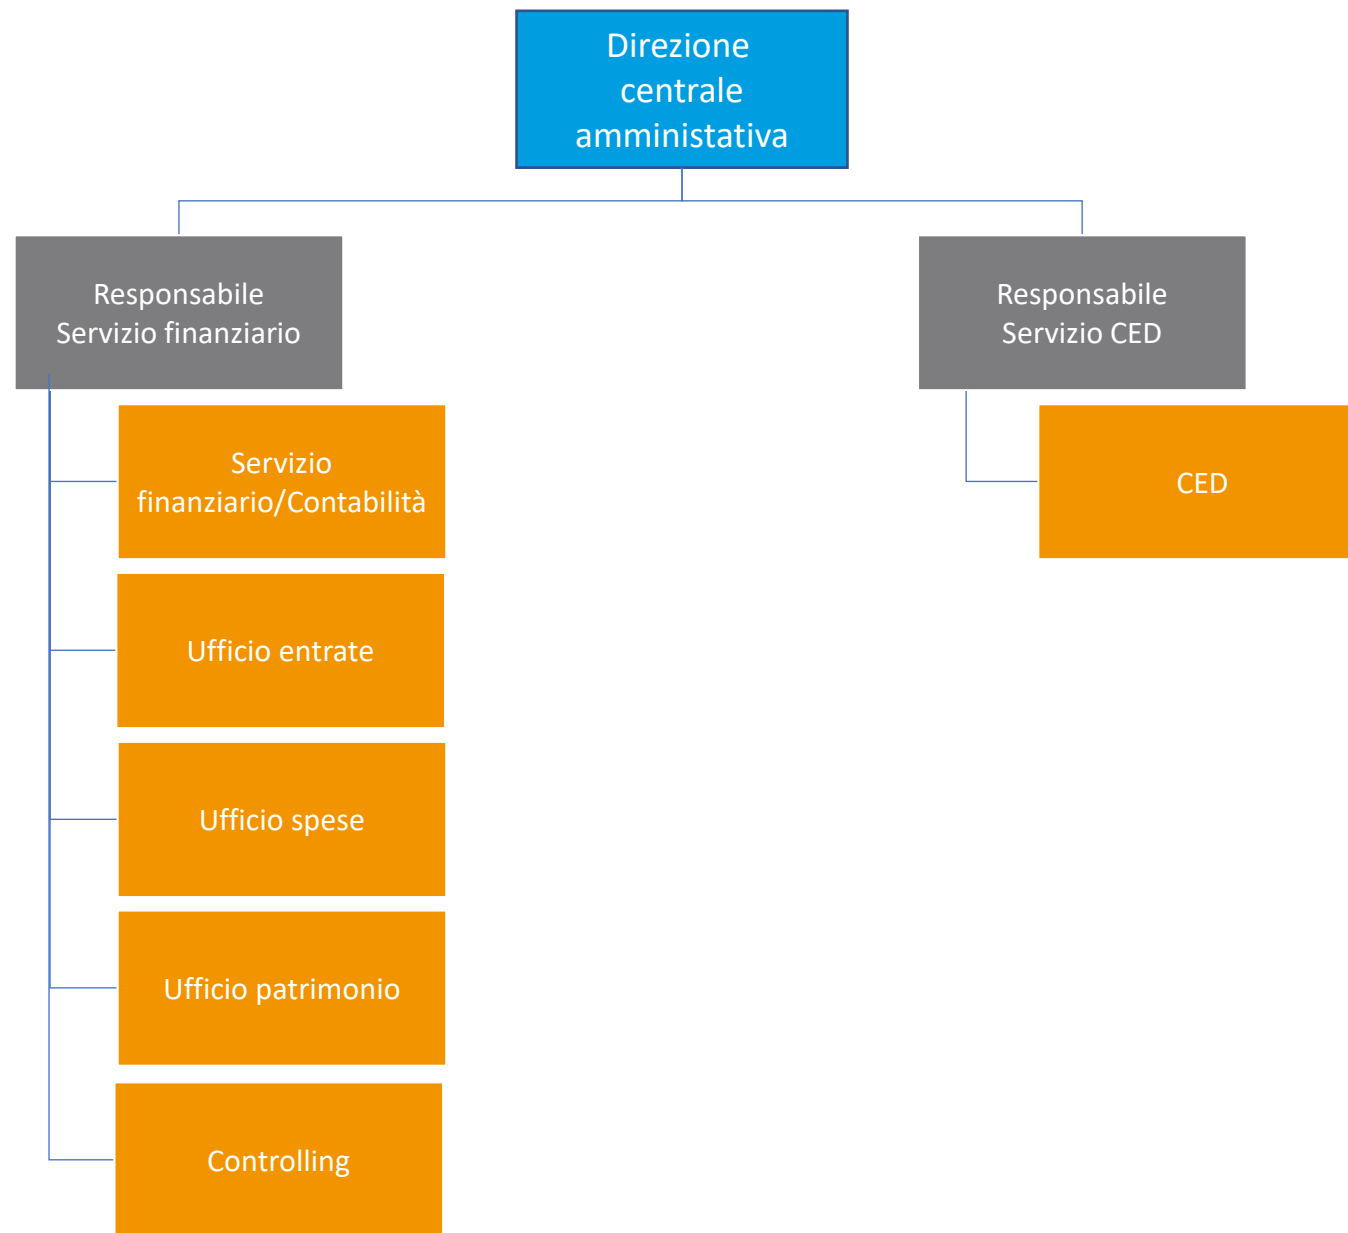 Direzione
centrale
amministativa
Responsabile
Servizio finanziario
Responsabile
Servizio CED
Servizio
finanziario/Contabilità
CED
Ufficio entrate
Ufficio spese
Ufficio patrimonio
Controlling